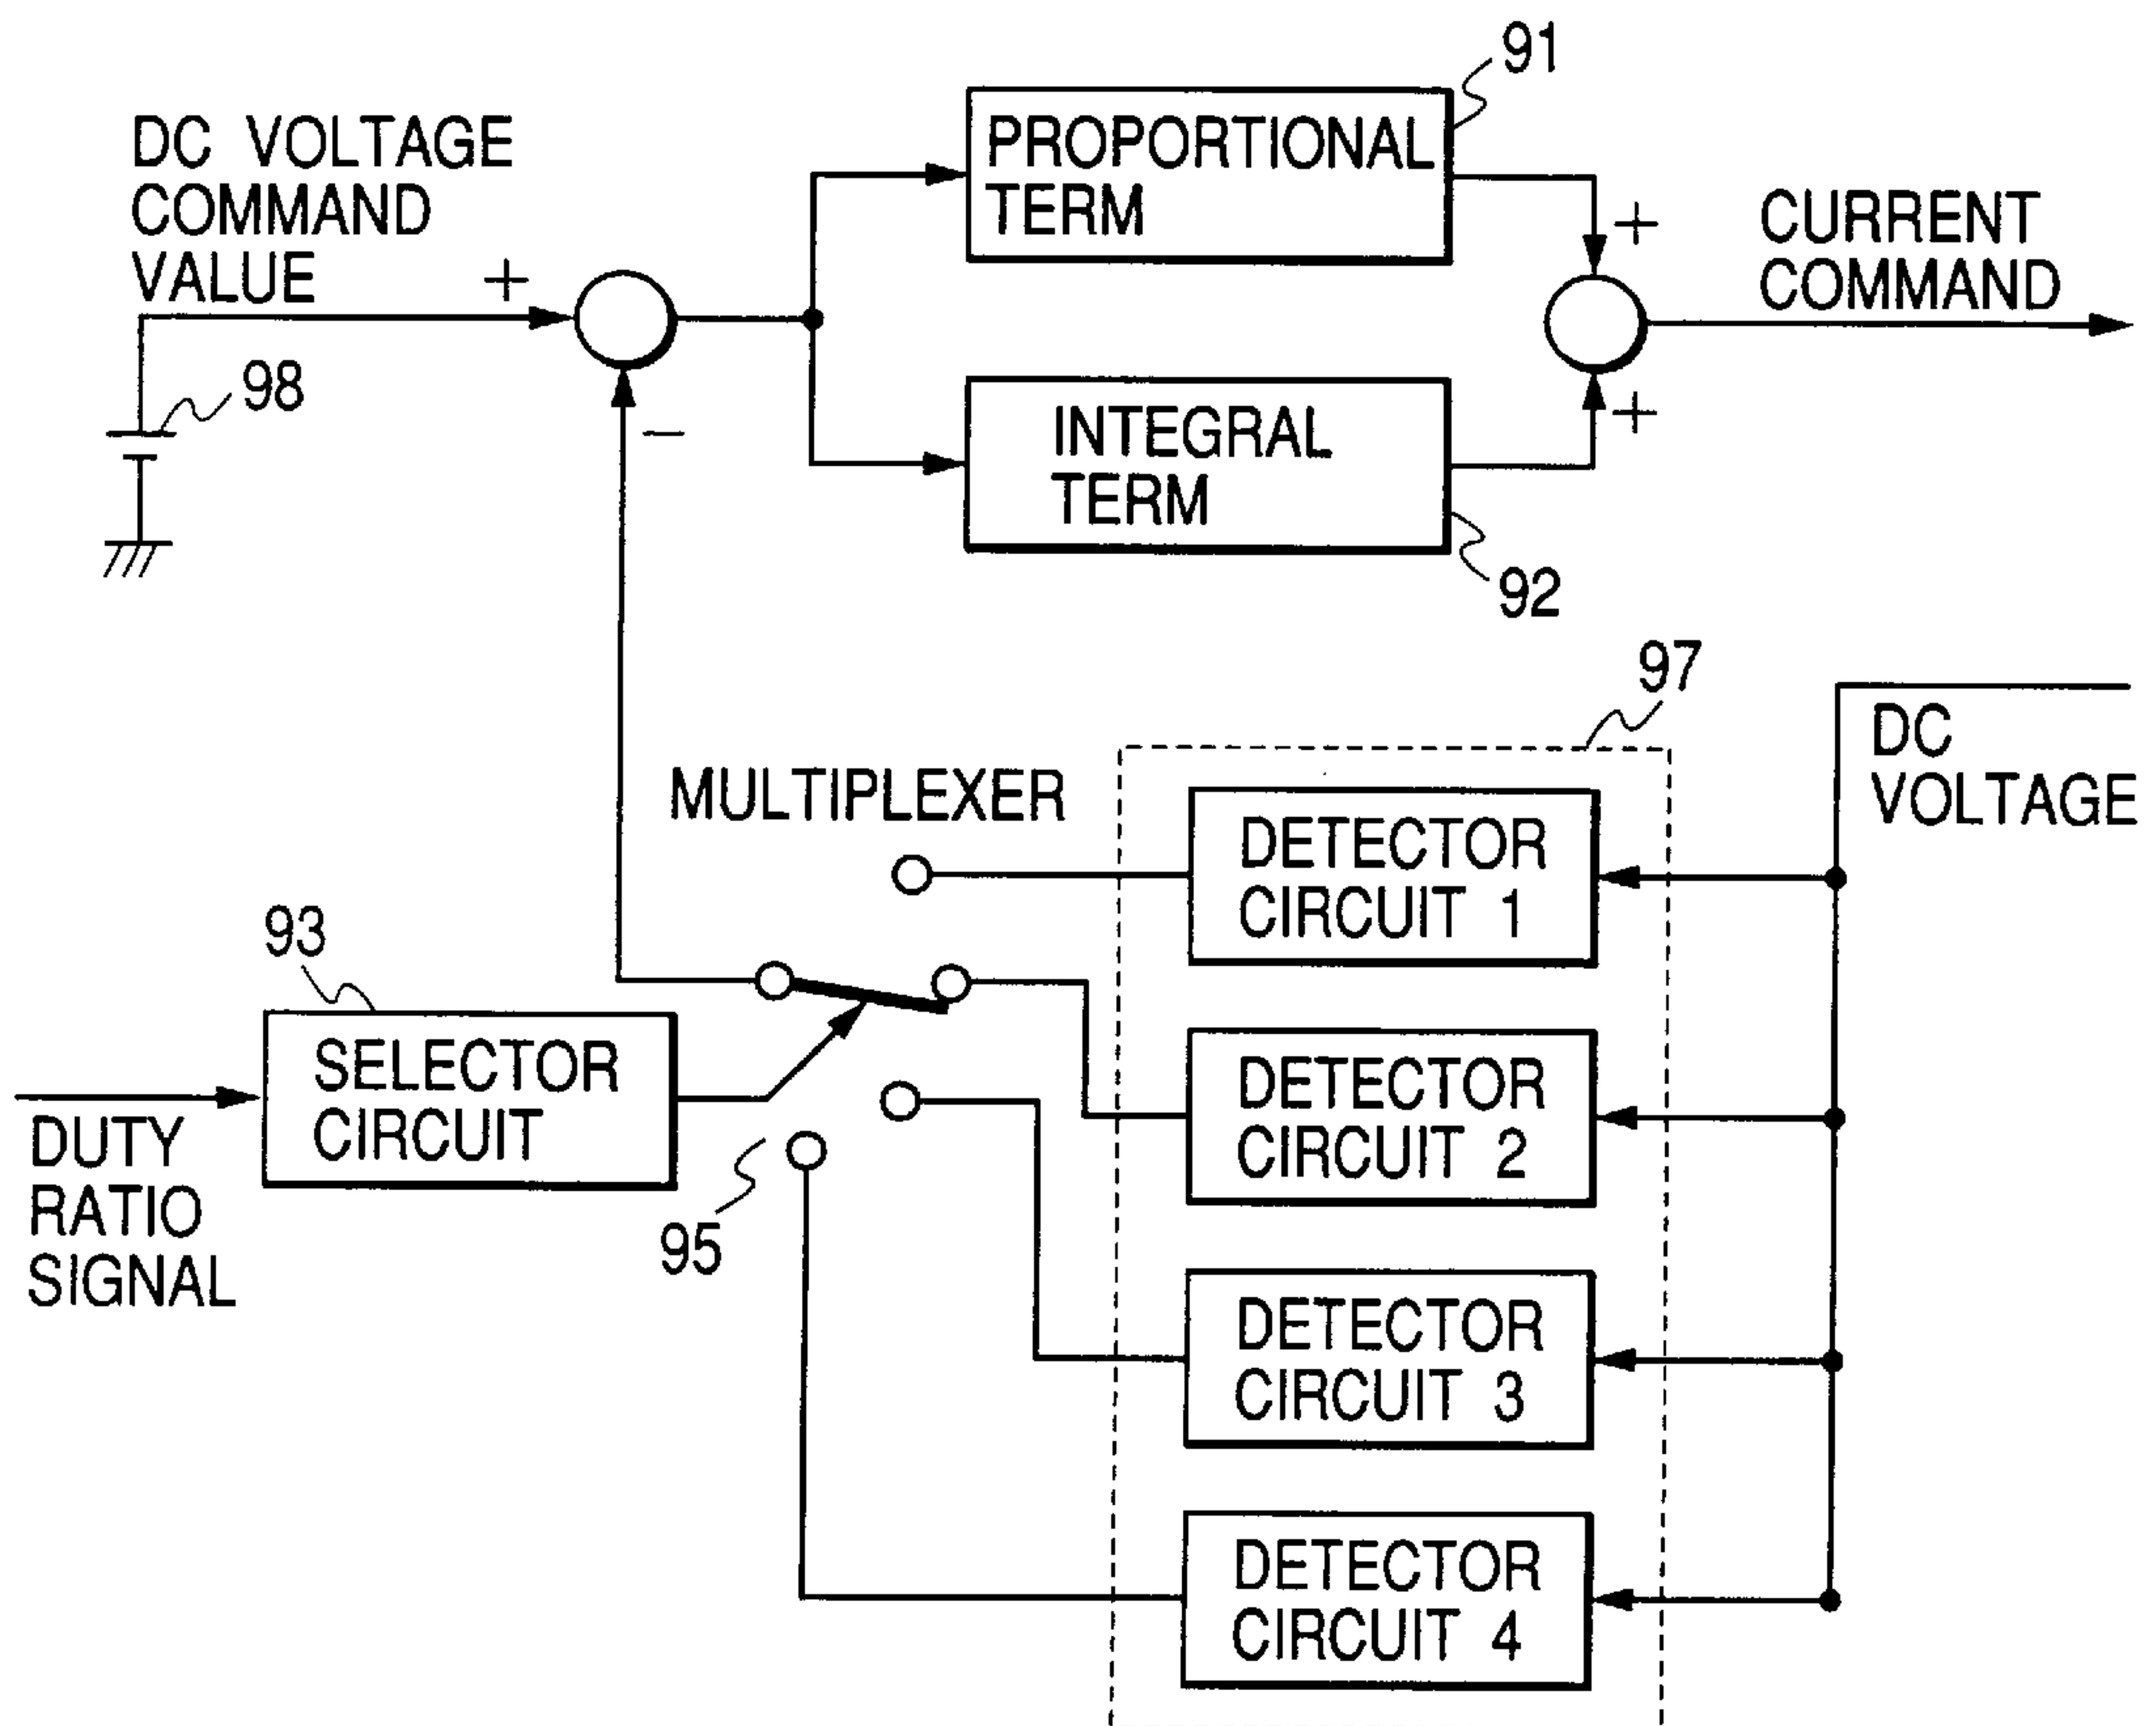 91
DC VOLTAGE
COMMAND
VALUE
PROPORTIONAL
TERM
+
+
CURRENT
COMMAND
98
−
INTEGRAL
TERM
+
92
97
DC
VOLTAGE
MULTIPLEXER
DETECTOR
CIRCUIT 1
93
SELECTOR
CIRCUIT
DUTY
RATIO
SIGNAL
95
DETECTOR
CIRCUIT 2
DETECTOR
CIRCUIT 3
DETECTOR
CIRCUIT 4